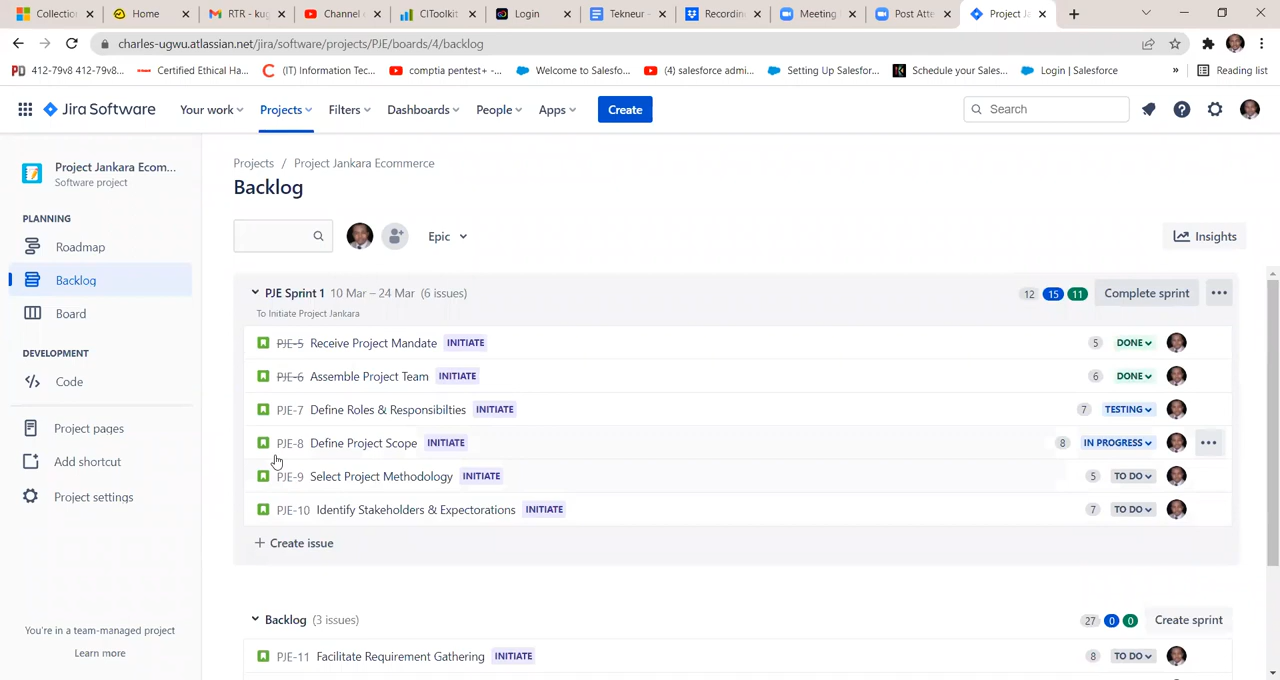 Collection
Home
RTR - kug
Channel c
CIToolkit
Login
Tekneur -
Recordin
Meeting
Post Atte
Project Ja
charles-ugwu.atlassian.net/jira/software/projects/PJE/boards/4/backlog
412-79v8 412-79v8...
Certified Ethical Ha...
(IT) Information Tec...
comptia pentest+ -...
Welcome to Salesfo...
(4) salesforce admi...
Setting Up Salesfor...
Schedule your Sales...
Login | Salesforce
»
Reading list
Jira Software
Your work
Projects
Filters
Dashboards
People
Apps
Create
Search
Project Jankara Ecom...
Software project
PLANNING
Roadmap
Backlog
Board
DEVELOPMENT
Code
Project pages
Add shortcut
Project settings
You're in a team-managed project
Learn more
Projects / Project Jankara Ecommerce
Backlog
Epic
Insights
PJE Sprint 1 10 Mar – 24 Mar (6 issues) 12 15 11 Complete sprint
To Initiate Project Jankara
PJE-5 Receive Project Mandate INITIATE 5 DONE
PJE-6 Assemble Project Team INITIATE 6 DONE
PJE-7 Define Roles & Responsibilties INITIATE 7 TESTING
PJE-8 Define Project Scope INITIATE 8 IN PROGRESS
PJE-9 Select Project Methodology INITIATE 5 TO DO
PJE-10 Identify Stakeholders & Expectorations INITIATE 7 TO DO
+ Create issue
Backlog (3 issues) 27 0 0 Create sprint
PJE-11 Facilitate Requirement Gathering INITIATE 8 TO DO